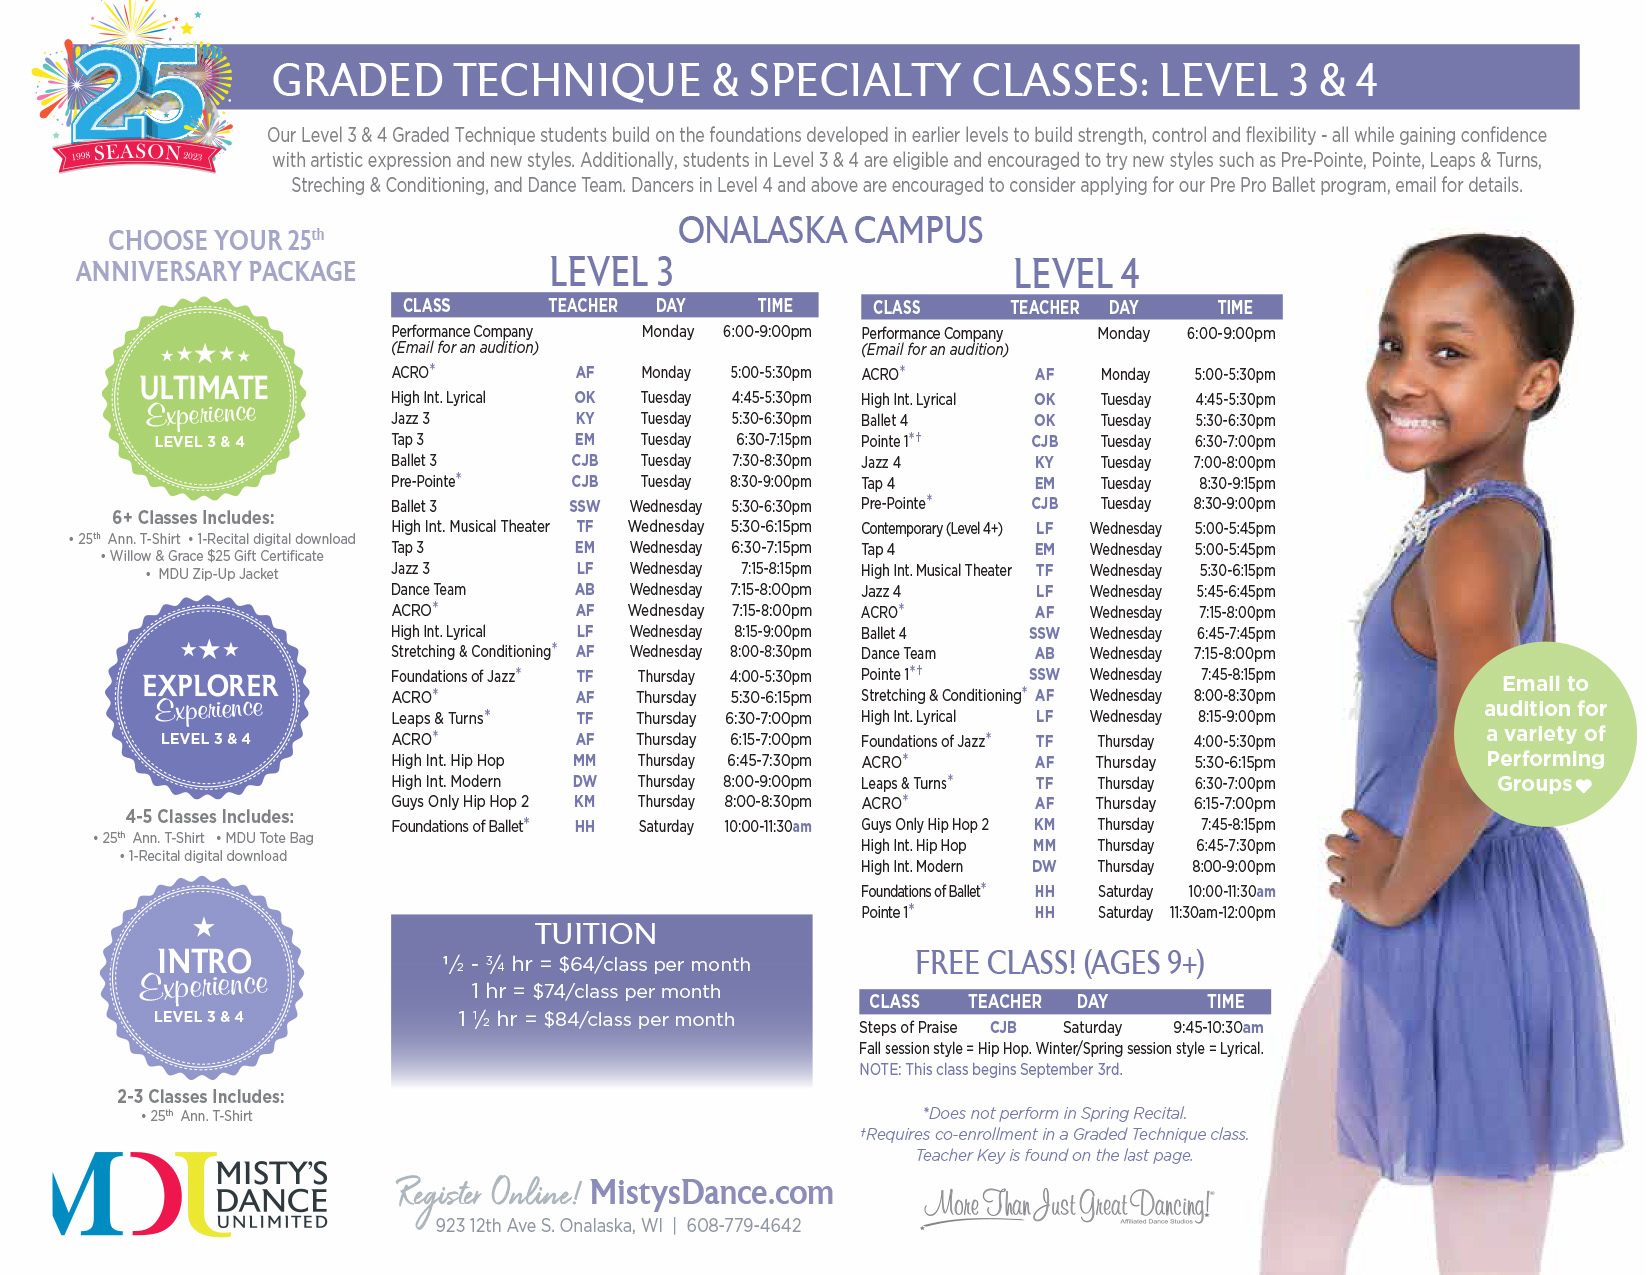 25
1998 SEASON 2023
GRADED TECHNIQUE & SPECIALTY CLASSES: LEVEL 3 & 4
Our Level 3 & 4 Graded Technique students build on the foundations developed in earlier levels to build strength, control and flexibility - all while gaining confidence
with artistic expression and new styles. Additionally, students in Level 3 & 4 are eligible and encouraged to try new styles such as Pre-Pointe, Pointe, Leaps & Turns,
Streching & Conditioning, and Dance Team. Dancers in Level 4 and above are encouraged to consider applying for our Pre Pro Ballet program, email for details.
CHOOSE YOUR 25th
ANNIVERSARY PACKAGE
ULTIMATE
Experience
LEVEL 3 & 4
6+ Classes Includes:
• 25th Ann. T-Shirt • 1-Recital digital download
• Willow & Grace $25 Gift Certificate
• MDU Zip-Up Jacket
EXPLORER
Experience
LEVEL 3 & 4
4-5 Classes Includes:
• 25th Ann. T-Shirt • MDU Tote Bag
• 1-Recital digital download
INTRO
Experience
LEVEL 3 & 4
2-3 Classes Includes:
• 25th Ann. T-Shirt
ONALASKA CAMPUS
LEVEL 3
CLASS TEACHER DAY TIME
Performance Company Monday 6:00-9:00pm
(Email for an audition)
ACRO* AF Monday 5:00-5:30pm
High Int. Lyrical OK Tuesday 4:45-5:30pm
Jazz 3 KY Tuesday 5:30-6:30pm
Tap 3 EM Tuesday 6:30-7:15pm
Ballet 3 CJB Tuesday 7:30-8:30pm
Pre-Pointe* CJB Tuesday 8:30-9:00pm
Ballet 3 SSW Wednesday 5:30-6:30pm
High Int. Musical Theater TF Wednesday 5:30-6:15pm
Tap 3 EM Wednesday 6:30-7:15pm
Jazz 3 LF Wednesday 7:15-8:15pm
Dance Team AB Wednesday 7:15-8:00pm
ACRO* AF Wednesday 7:15-8:00pm
High Int. Lyrical LF Wednesday 8:15-9:00pm
Stretching & Conditioning* AF Wednesday 8:00-8:30pm
Foundations of Jazz* TF Thursday 4:00-5:30pm
ACRO* AF Thursday 5:30-6:15pm
Leaps & Turns* TF Thursday 6:30-7:00pm
ACRO* AF Thursday 6:15-7:00pm
High Int. Hip Hop MM Thursday 6:45-7:30pm
High Int. Modern DW Thursday 8:00-9:00pm
Guys Only Hip Hop 2 KM Thursday 8:00-8:30pm
Foundations of Ballet* HH Saturday 10:00-11:30am
LEVEL 4
CLASS TEACHER DAY TIME
Performance Company Monday 6:00-9:00pm
(Email for an audition)
ACRO* AF Monday 5:00-5:30pm
High Int. Lyrical OK Tuesday 4:45-5:30pm
Ballet 4 OK Tuesday 5:30-6:30pm
Pointe 1*† CJB Tuesday 6:30-7:00pm
Jazz 4 KY Tuesday 7:00-8:00pm
Tap 4 EM Tuesday 8:30-9:15pm
Pre-Pointe* CJB Tuesday 8:30-9:00pm
Contemporary (Level 4+) LF Wednesday 5:00-5:45pm
Tap 4 EM Wednesday 5:00-5:45pm
High Int. Musical Theater TF Wednesday 5:30-6:15pm
Jazz 4 LF Wednesday 5:45-6:45pm
ACRO* AF Wednesday 7:15-8:00pm
Ballet 4 SSW Wednesday 6:45-7:45pm
Dance Team AB Wednesday 7:15-8:00pm
Pointe 1*† SSW Wednesday 7:45-8:15pm
Stretching & Conditioning* AF Wednesday 8:00-8:30pm
High Int. Lyrical LF Wednesday 8:15-9:00pm
Foundations of Jazz* TF Thursday 4:00-5:30pm
ACRO* AF Thursday 5:30-6:15pm
Leaps & Turns* TF Thursday 6:30-7:00pm
ACRO* AF Thursday 6:15-7:00pm
Guys Only Hip Hop 2 KM Thursday 7:45-8:15pm
High Int. Hip Hop MM Thursday 6:45-7:30pm
High Int. Modern DW Thursday 8:00-9:00pm
Foundations of Ballet* HH Saturday 10:00-11:30am
Pointe 1* HH Saturday 11:30am-12:00pm
Email to
audition for
a variety of
Performing
Groups
TUITION
1/2 - 3/4 hr = $64/class per month
1 hr = $74/class per month
1 1/2 hr = $84/class per month
FREE CLASS! (AGES 9+)
CLASS TEACHER DAY TIME
Steps of Praise CJB Saturday 9:45-10:30am
Fall session style = Hip Hop. Winter/Spring session style = Lyrical.
NOTE: This class begins September 3rd.
*Does not perform in Spring Recital.
†Requires co-enrollment in a Graded Technique class.
Teacher Key is found on the last page.
MDU MISTY'S
DANCE
UNLIMITED
Register Online! MistysDance.com
923 12th Ave S. Onalaska, WI | 608-779-4642
More Than Just Great Dancing!
Affiliated Dance Studios